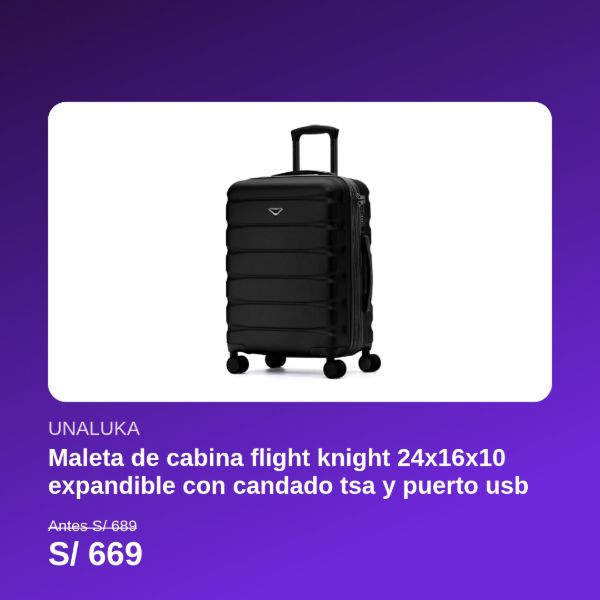 UNALUKA
Maleta de cabina flight knight 24x16x10
expandible con candado tsa y puerto usb
Antes S/ 689
S/ 669